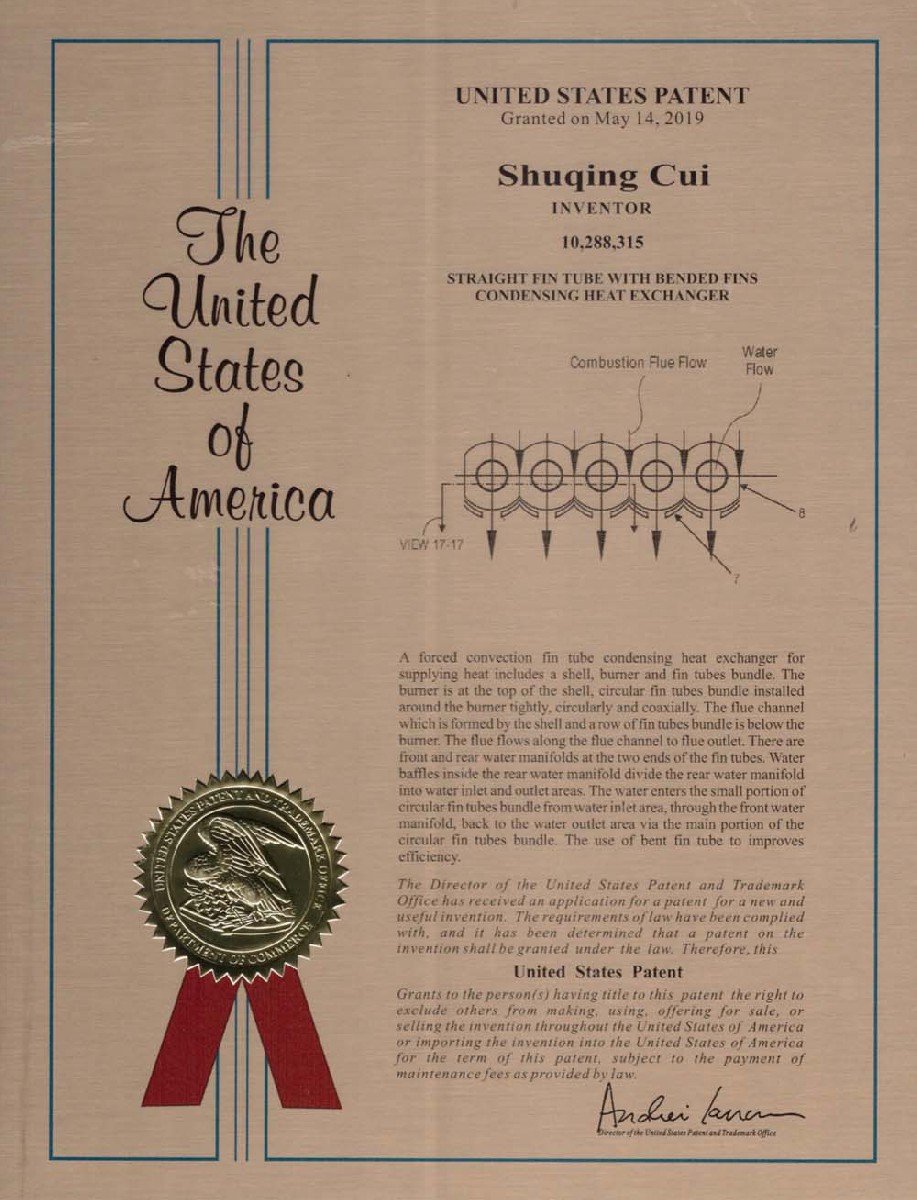 The
United
States
of
America
UNITED STATES PATENT AND TRADEMARK OFFICE
DEPARTMENT OF COMMERCE
UNITED STATES PATENT
Granted on May 14, 2019
Shuqing Cui
INVENTOR
10,288,315
STRAIGHT FIN TUBE WITH BENDED FINS
CONDENSING HEAT EXCHANGER
Combustion Flue Flow
Water
Flow
8
VIEW 17-17
7
A forced convection fin tube condensing heat exchanger for
supplying heat includes a shell, burner and fin tubes bundle. The
burner is at the top of the shell, circular fin tubes bundle installed
around the burner tightly, circularly and coaxially. The flue channel
which is formed by the shell and a row of fin tubes bundle is below the
burner. The flue flows along the flue channel to flue outlet. There are
front and rear water manifolds at the two ends of the fin tubes. Water
baffles inside the rear water manifold divide the rear water manifold
into water inlet and outlet areas. The water enters the small portion of
circular fin tubes bundle from water inlet area, through the front water
manifold, back to the water outlet area via the main portion of the
circular fin tubes bundle. The use of bent fin tube to improves
efficiency.
The Director of the United States Patent and Trademark
Office has received an application for a patent for a new and
useful invention. The requirements of law have been complied
with, and it has been determined that a patent on the
invention shall be granted under the law. Therefore, this
United States Patent
Grants to the person(s) having title to this patent the right to
exclude others from making, using, offering for sale, or
selling the invention throughout the United States of America
or importing the invention into the United States of America
for the term of this patent, subject to the payment of
maintenance fees as provided by law.
Andrei Iancu
Director of the United States Patent and Trademark Office